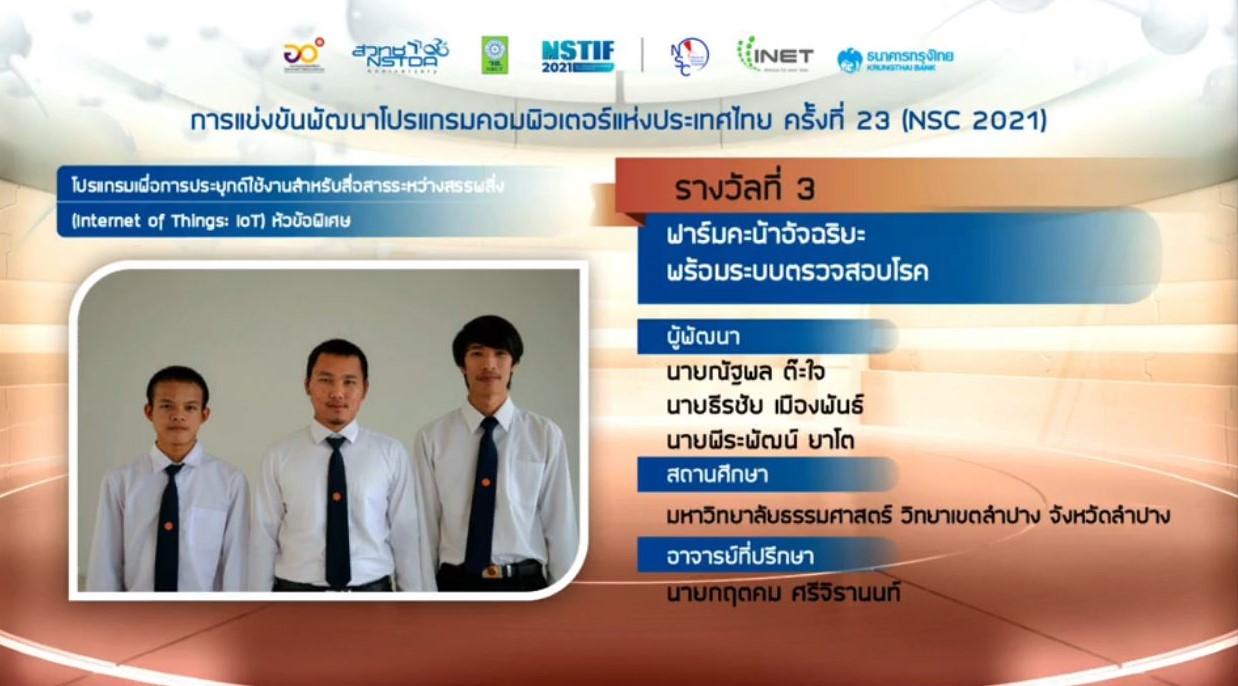 สวทช
NSTDA
Anniversary
วช.
NRCT
NSTIF
2021
NSC
INET
ธนาคารกรุงไทย
KRUNGTHAI BANK
การแข่งขันพัฒนาโปรแกรมคอมพิวเตอร์แห่งประเทศไทย ครั้งที่ 23 (NSC 2021)
โปรแกรมเพื่อการประยุกต์ใช้งานสำหรับสื่อสารระหว่างสรรพสิ่ง
(Internet of Things: IoT) หัวข้อพิเศษ
รางวัลที่ 3
ฟาร์มคะน้าอัจฉริยะ
พร้อมระบบตรวจสอบโรค
ผู้พัฒนา
นายณัฐพล ต๊ะใจ
นายธีรชัย เมืองพันธ์
นายพีระพัฒน์ ยาโต
สถานศึกษา
มหาวิทยาลัยธรรมศาสตร์ วิทยาเขตลำปาง จังหวัดลำปาง
อาจารย์ที่ปรึกษา
นายกฤตคม ศรีจิรานนท์